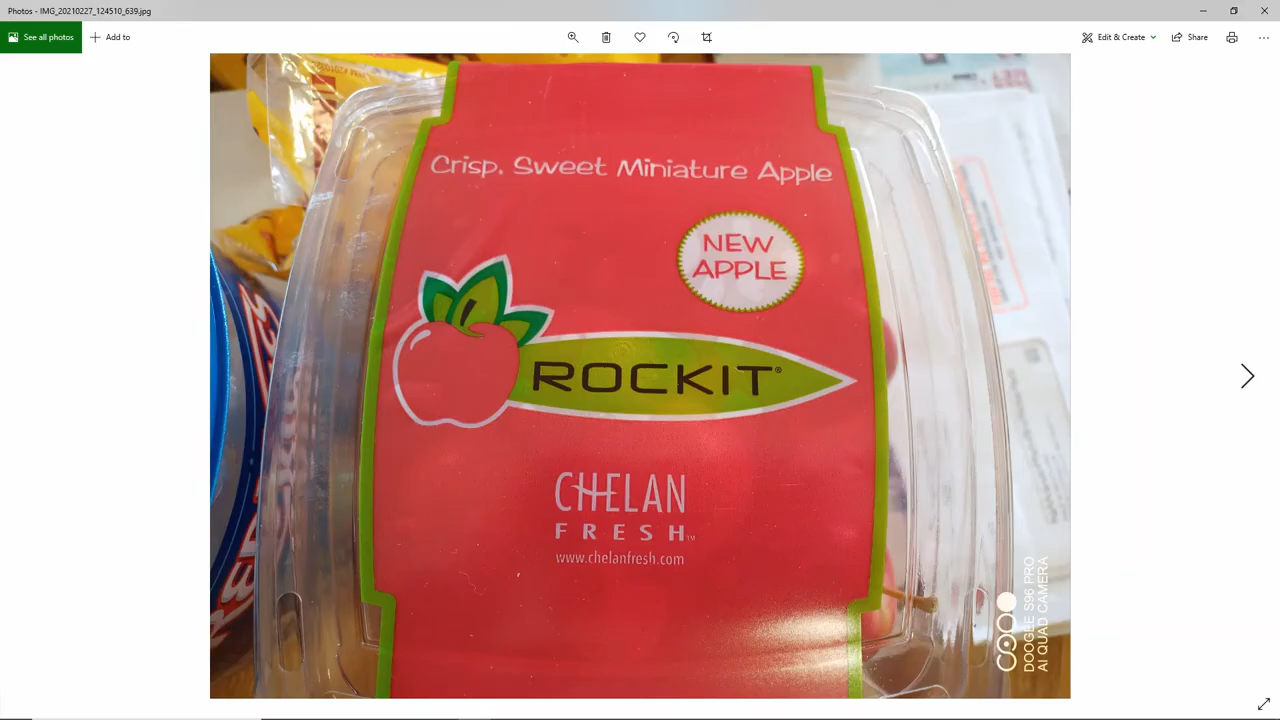 Photos - IMG_20210227_124510_639.jpg
See all photos
Add to
Edit & Create
Share
Crisp, Sweet Miniature Apple
NEW
APPLE
ROCKIT®
CHELAN
FRESH™
www.chelanfresh.com
DOOGEE S96 PRO
AI QUAD CAMERA